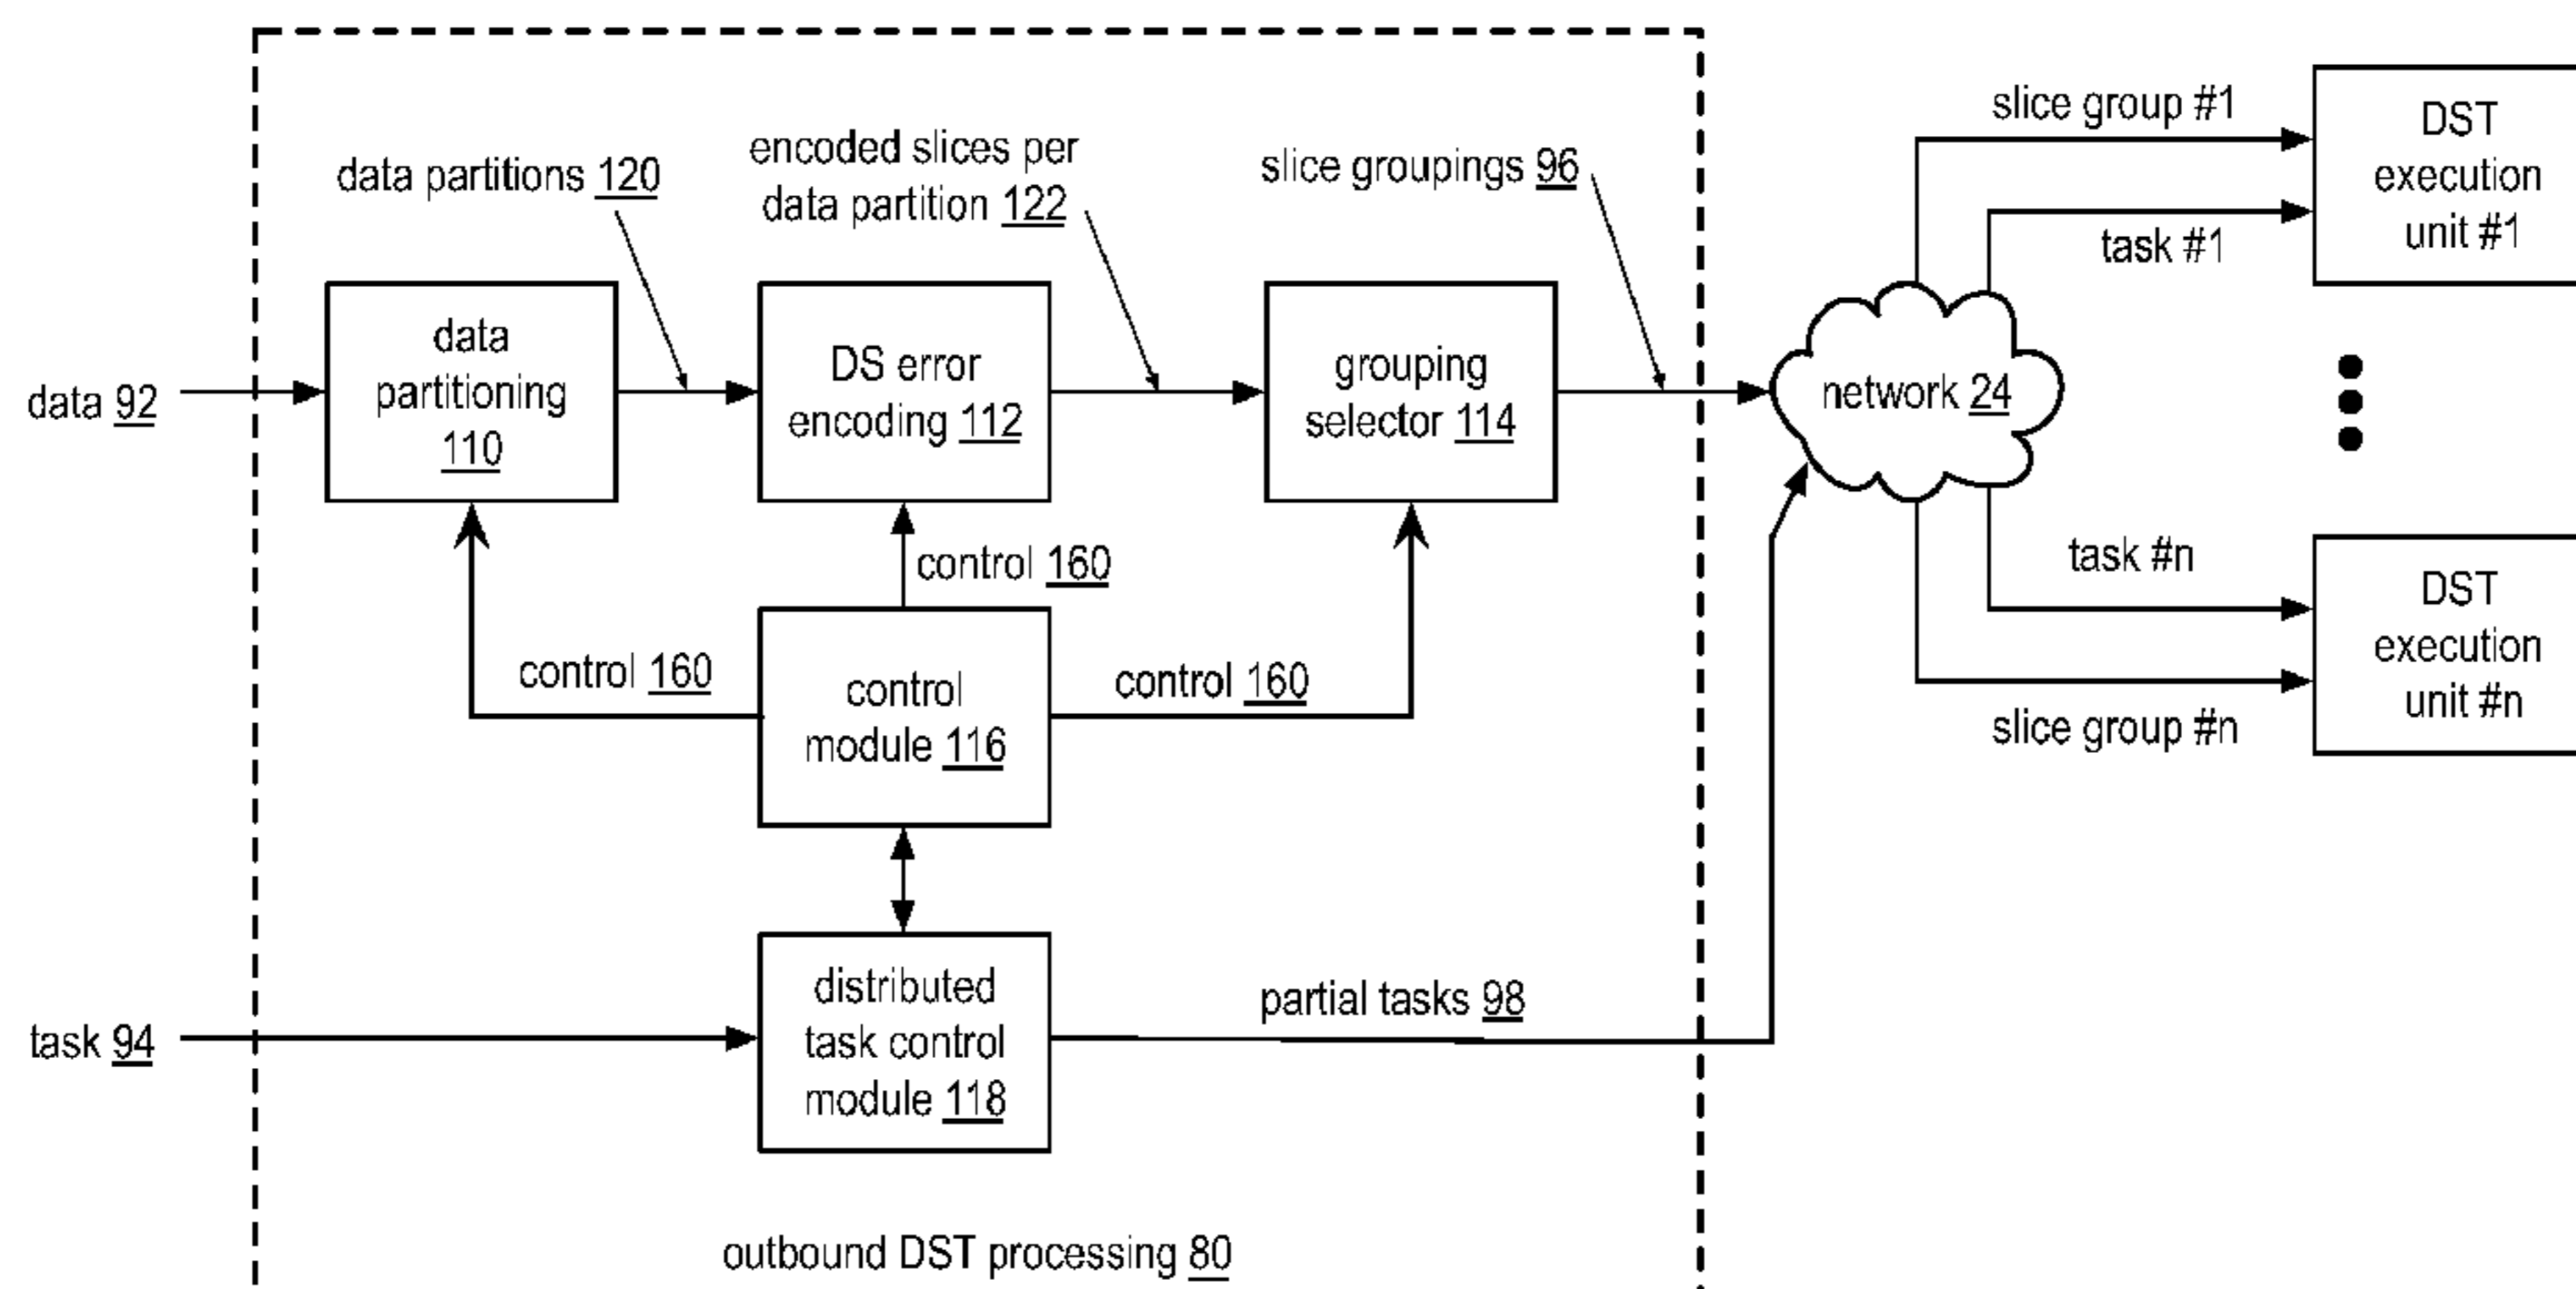 slice group #1
DST
execution
unit #1
task #1
encoded slices per
data partition 122
data partitions 120
slice groupings 96
data
partitioning
110
DS error
encoding 112
grouping
selector 114
network 24
data 92
control 160
control 160
control 160
control
module 116
task #n
DST
execution
unit #n
slice group #n
distributed
task control
module 118
partial tasks 98
task 94
outbound DST processing 80